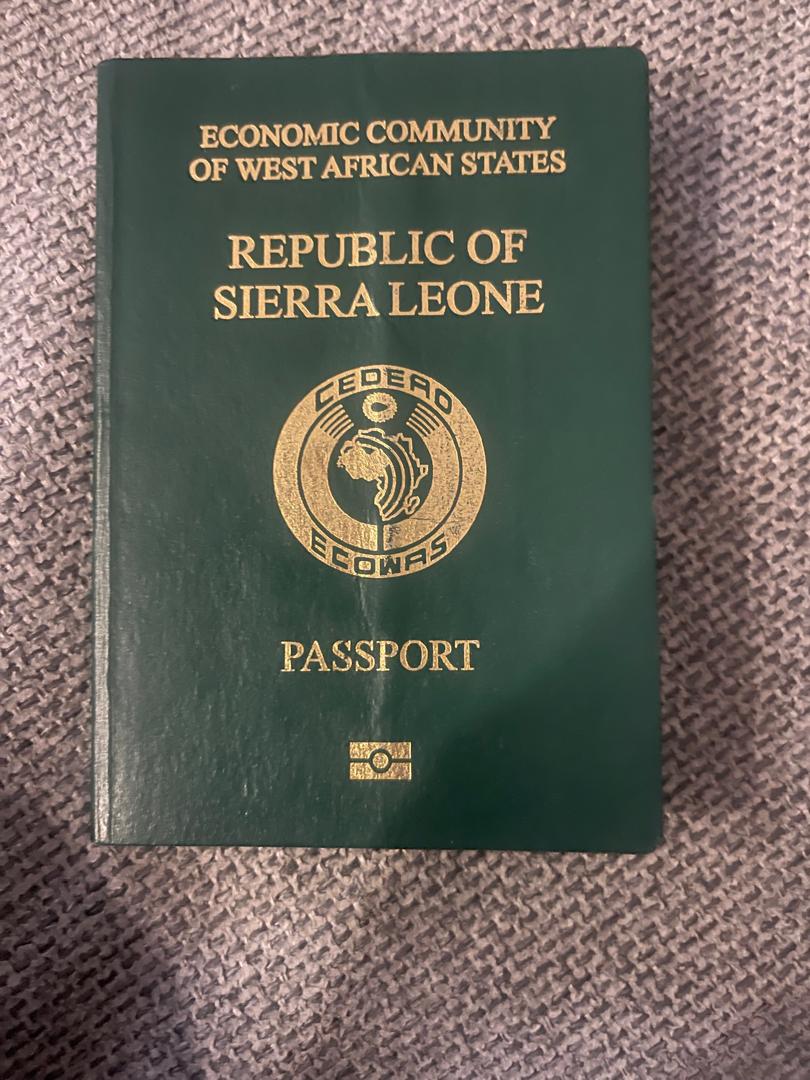 ECONOMIC COMMUNITY
OF WEST AFRICAN STATES
REPUBLIC OF
SIERRA LEONE
CEDEAO
ECOWAS
PASSPORT